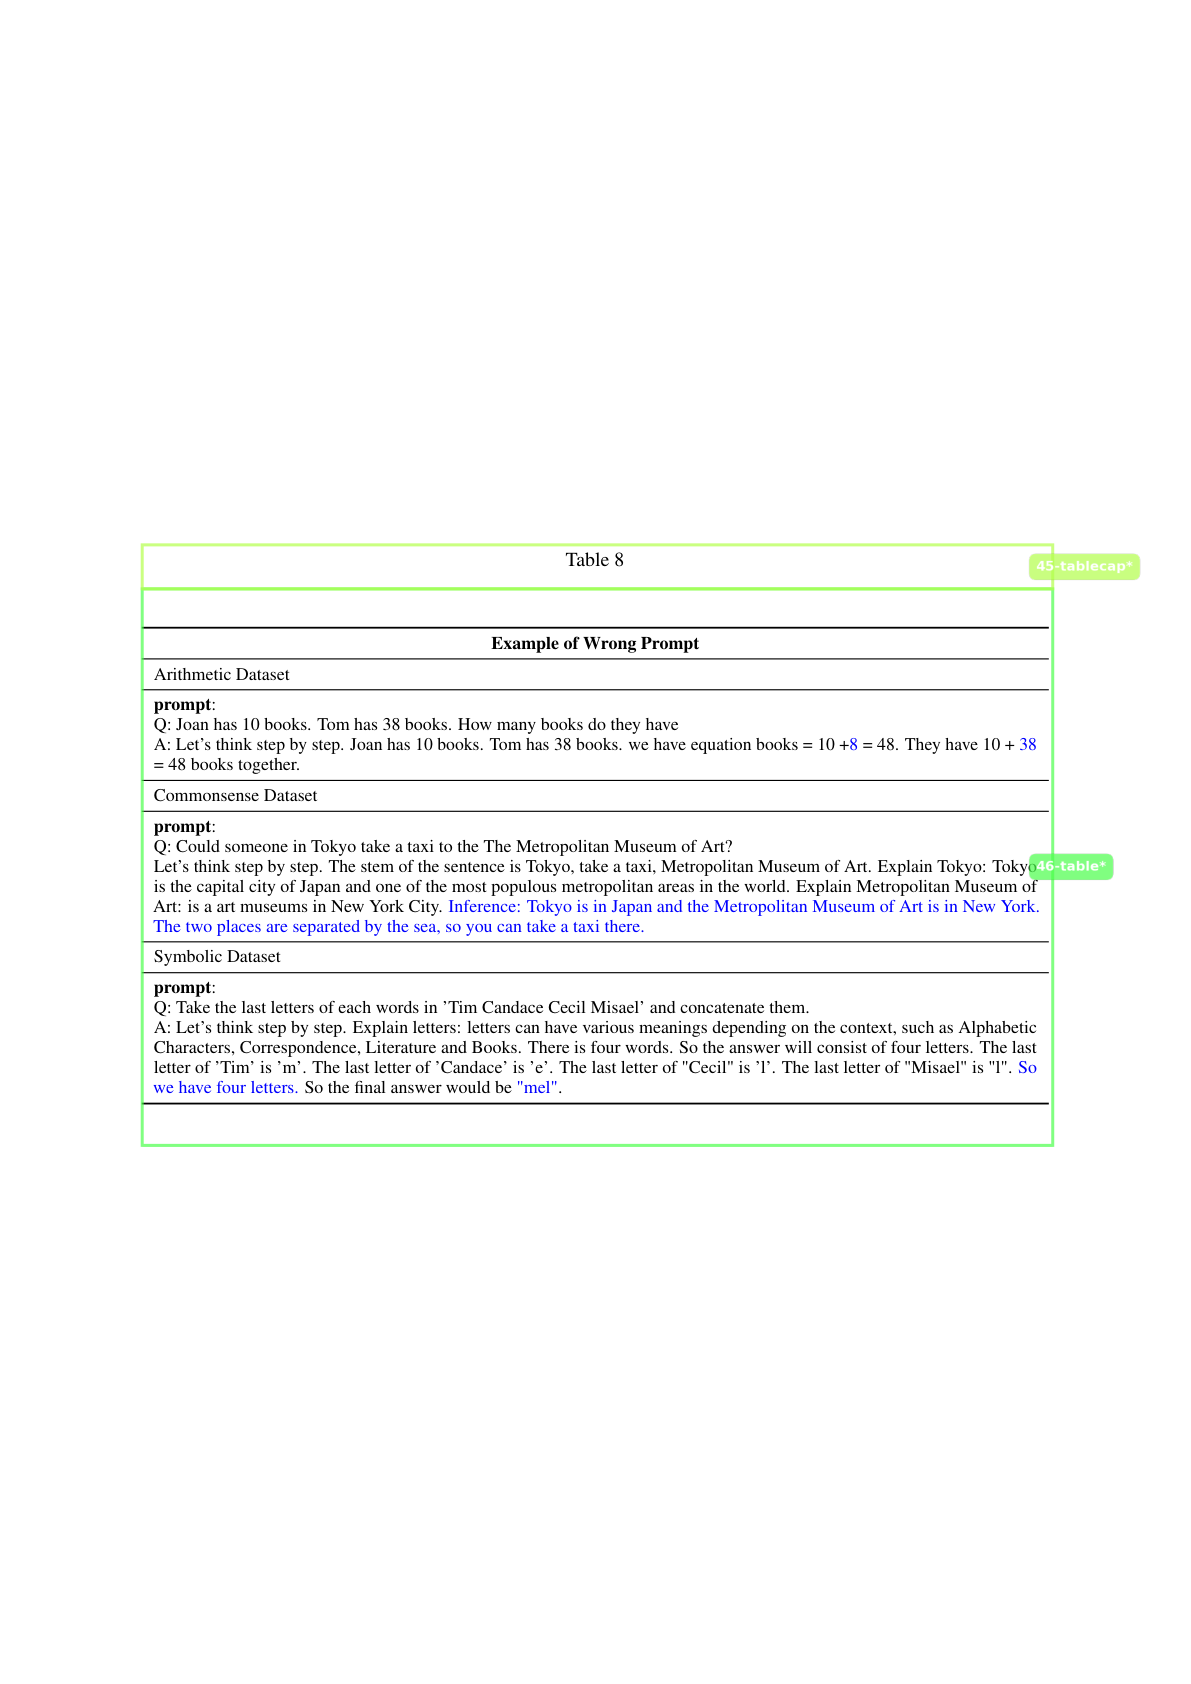 Table 8
45-tablecap*
Example of Wrong Prompt
Arithmetic Dataset
prompt:
Q: Joan has 10 books. Tom has 38 books. How many books do they have
A: Let's think step by step. Joan has 10 books. Tom has 38 books. we have equation books = 10 +8 = 48. They have 10 + 38
= 48 books together.
Commonsense Dataset
prompt:
Q: Could someone in Tokyo take a taxi to the The Metropolitan Museum of Art?
Let's think step by step. The stem of the sentence is Tokyo, take a taxi, Metropolitan Museum of Art. Explain Tokyo: Tokyo
46-table*
is the capital city of Japan and one of the most populous metropolitan areas in the world. Explain Metropolitan Museum of
Art: is a art museums in New York City. Inference: Tokyo is in Japan and the Metropolitan Museum of Art is in New York.
The two places are separated by the sea, so you can take a taxi there.
Symbolic Dataset
prompt:
Q: Take the last letters of each words in 'Tim Candace Cecil Misael' and concatenate them.
A: Let's think step by step. Explain letters: letters can have various meanings depending on the context, such as Alphabetic
Characters, Correspondence, Literature and Books. There is four words. So the answer will consist of four letters. The last
letter of 'Tim' is 'm'. The last letter of 'Candace' is 'e'. The last letter of "Cecil" is 'l'. The last letter of "Misael" is "l". So
we have four letters. So the final answer would be "mel".